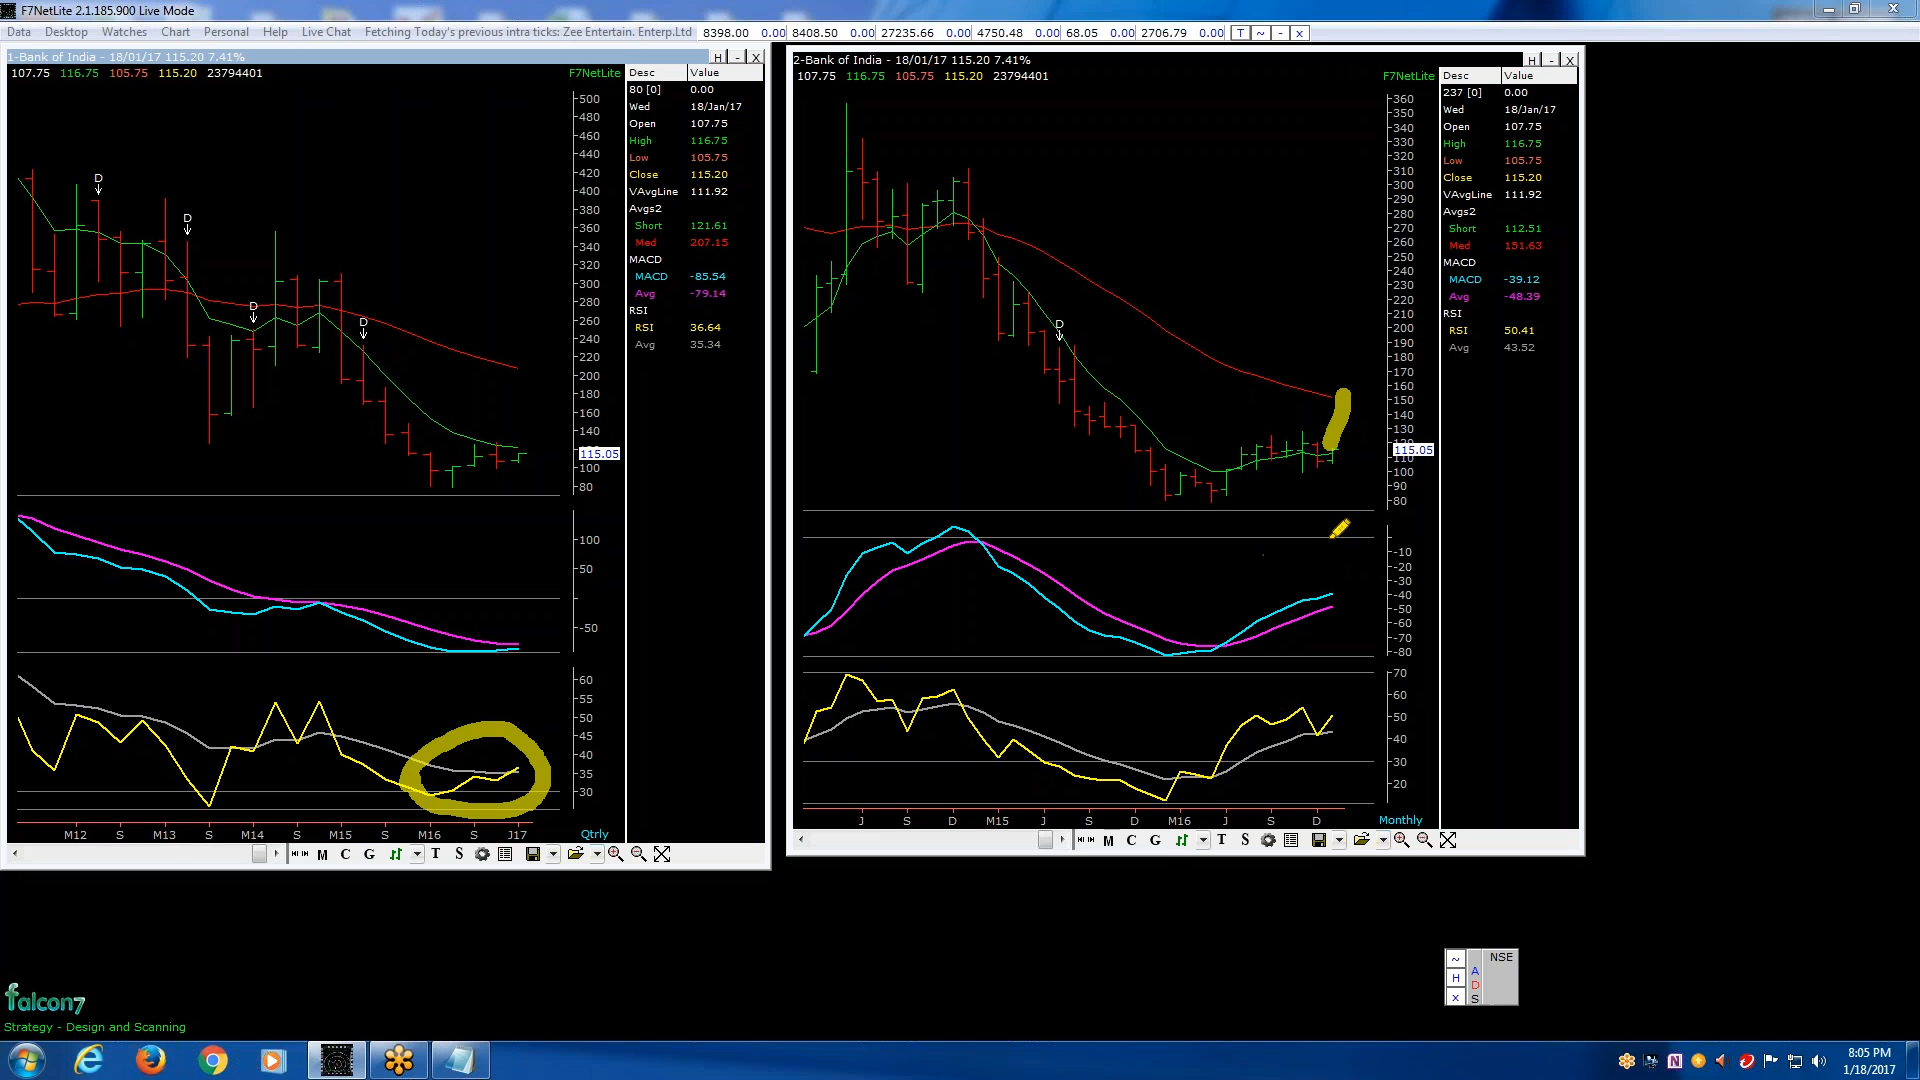 F7NetLite 2.1.185.900 Live Mode
Data Desktop Watches Chart Personal Help Live Chat Fetching Today's previous intra ticks: Zee Entertain. Enterp.Ltd 8398.00 0.00 8408.50 0.00 27235.66 0.00 4750.48 0.00 68.05 0.00 2706.79 0.00 T ~ - x
1-Bank of India - 18/01/17 115.20 7.41% H - X
107.75 116.75 105.75 115.20 23794401 F7NetLite
Desc Value
80 [0] 0.00
Wed 18/Jan/17
Open 107.75
High 116.75
Low 105.75
Close 115.20
VAvgLine 111.92
Avgs2
Short 121.61
Med 207.15
MACD
MACD -85.54
Avg -79.14
RSI
RSI 36.64
Avg 35.34
500
480
460
440
420
400
380
360
340
320
300
280
260
240
220
200
180
160
140
115.05
100
80
D
D
D
D
100
50
-50
60
55
50
45
40
35
30
M12 S M13 S M14 S M15 S M16 S J17 Qtrly
M C G T S
2-Bank of India - 18/01/17 115.20 7.41% H - X
107.75 116.75 105.75 115.20 23794401 F7NetLite
Desc Value
237 [0] 0.00
Wed 18/Jan/17
Open 107.75
High 116.75
Low 105.75
Close 115.20
VAvgLine 111.92
Avgs2
Short 112.51
Med 151.63
MACD
MACD -39.12
Avg -48.39
RSI
RSI 50.41
Avg 43.52
360
350
340
330
320
310
300
290
280
270
260
250
240
230
220
210
200
190
180
170
160
150
140
130
120
115.05
110
100
90
80
D
-10
-20
-30
-40
-50
-60
-70
-80
70
60
50
40
30
20
J S D M15 J S D M16 J S D Monthly
M C G T S
~ NSE
H A
D
x S
falcon7
Strategy - Design and Scanning
8:05 PM
1/18/2017